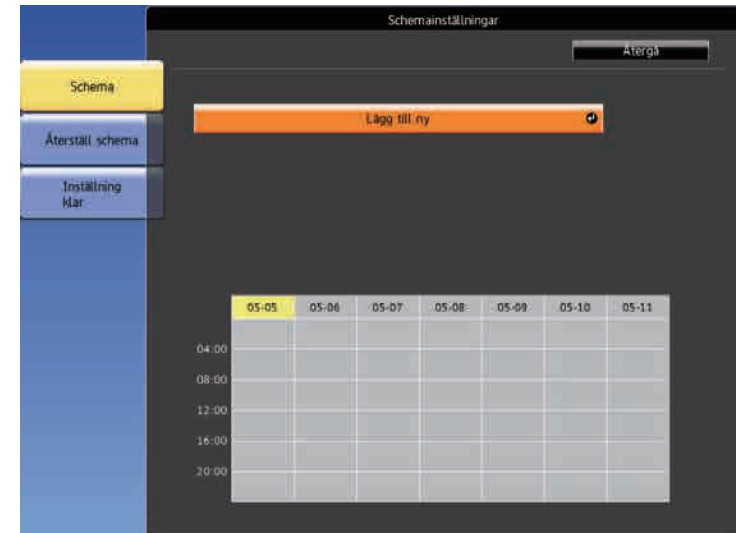 Schemainställningar
Återgå
Schema
Lägg till ny
Återställ schema
Inställning
klar
05-05 05-06 05-07 05-08 05-09 05-10 05-11
04:00
08:00
12:00
16:00
20:00